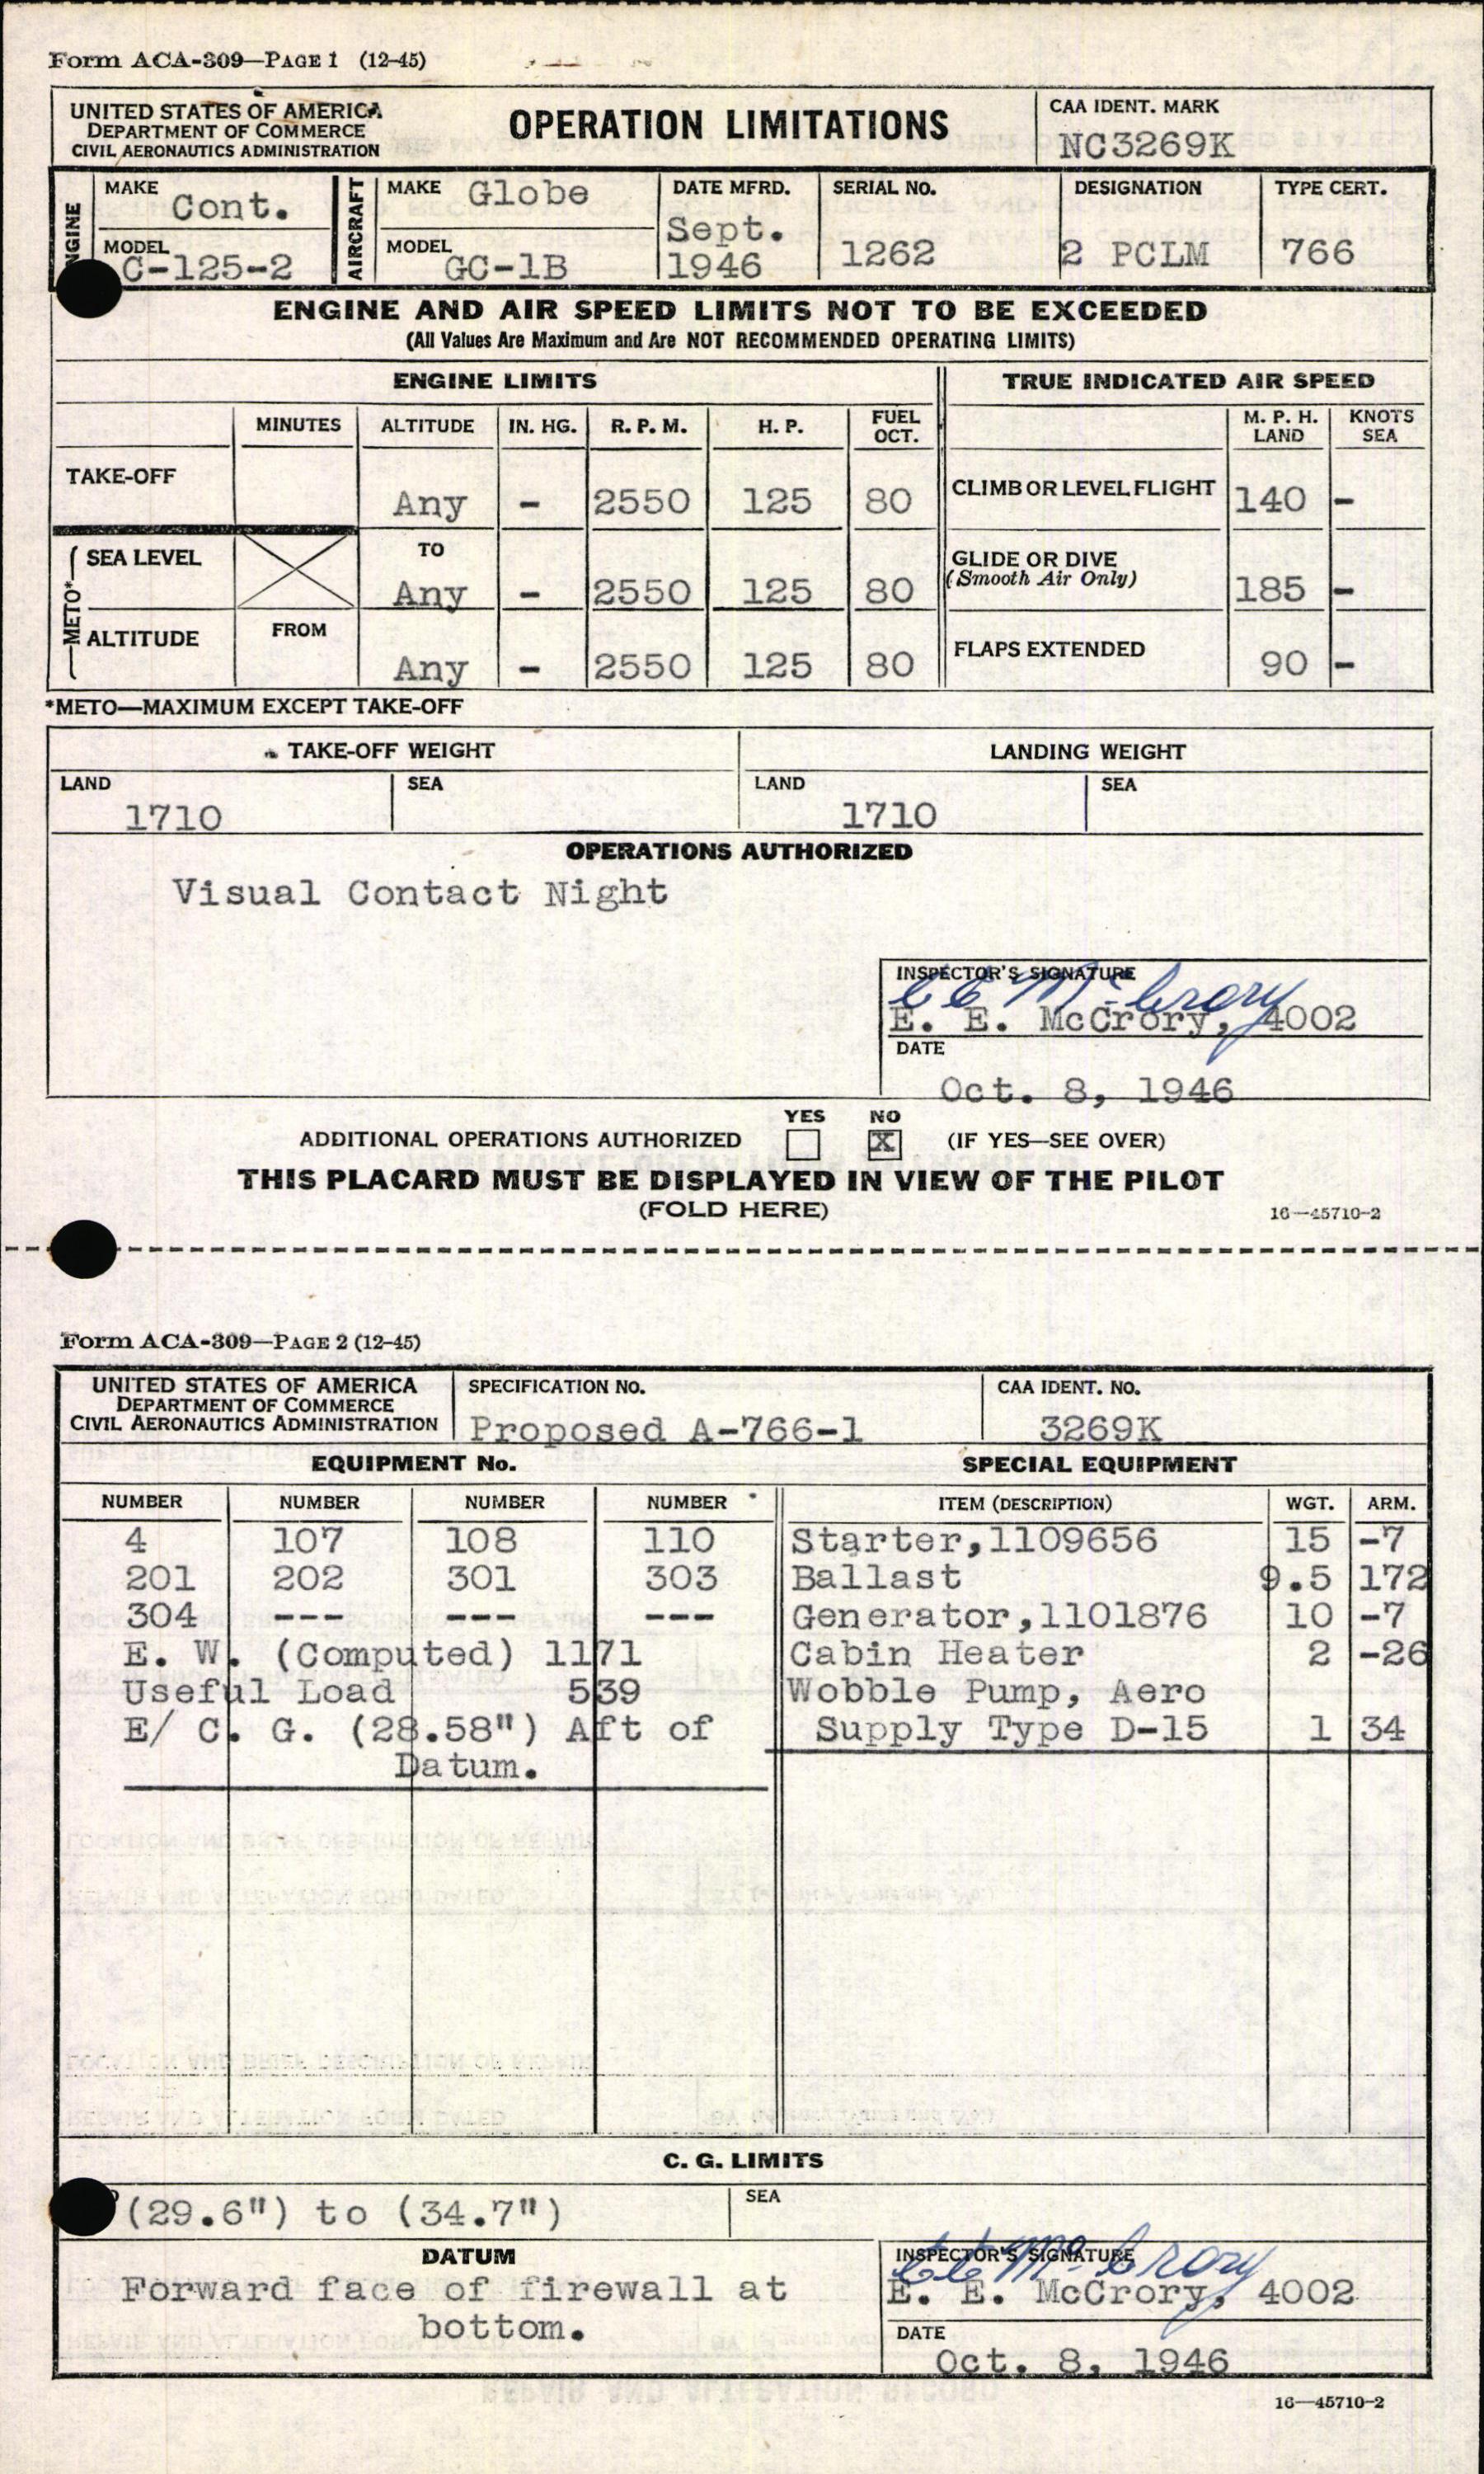 Form ACA-309—PAGE 1 (12-45)
UNITED STATES OF AMERICA
DEPARTMENT OF COMMERCE
CIVIL AERONAUTICS ADMINISTRATION
OPERATION LIMITATIONS
CAA IDENT. MARK
NC3269K
MAKE Cont.
MODEL C-125-2
AIRCRAFT
MAKE Globe
MODEL GC-1B
DATE MFRD.
Sept.
1946
SERIAL NO.
1262
DESIGNATION
2 PCLM
TYPE CERT.
766
ENGINE AND AIR SPEED LIMITS NOT TO BE EXCEEDED
(All Values Are Maximum and Are NOT RECOMMENDED OPERATING LIMITS)
ENGINE LIMITS TRUE INDICATED AIR SPEED
MINUTES ALTITUDE IN. HG. R. P. M. H. P. FUEL OCT. M. P. H. LAND KNOTS SEA
TAKE-OFF Any - 2550 125 80 CLIMB OR LEVEL FLIGHT 140 -
METO* SEA LEVEL TO Any - 2550 125 80 GLIDE OR DIVE (Smooth Air Only) 185 -
ALTITUDE FROM Any - 2550 125 80 FLAPS EXTENDED 90 -
*METO—MAXIMUM EXCEPT TAKE-OFF
TAKE-OFF WEIGHT LANDING WEIGHT
LAND SEA LAND SEA
1710 1710
OPERATIONS AUTHORIZED
Visual Contact Night
INSPECTOR'S SIGNATURE
E E McCrory
E. E. McCrory, 4002
DATE
Oct. 8, 1946
YES NO
ADDITIONAL OPERATIONS AUTHORIZED X (IF YES—SEE OVER)
THIS PLACARD MUST BE DISPLAYED IN VIEW OF THE PILOT
(FOLD HERE)
16—45710-2
Form ACA-309—PAGE 2 (12-45)
UNITED STATES OF AMERICA
DEPARTMENT OF COMMERCE
CIVIL AERONAUTICS ADMINISTRATION
SPECIFICATION NO.
Proposed A-766-1
CAA IDENT. NO.
3269K
EQUIPMENT No. SPECIAL EQUIPMENT
NUMBER NUMBER NUMBER NUMBER ITEM (DESCRIPTION) WGT. ARM.
4 107 108 110 Starter,1109656 15 -7
201 202 301 303 Ballast 9.5 172
304 --- --- --- Generator,1101876 10 -7
E. W. (Computed) 1171 Cabin Heater 2 -26
Useful Load 539 Wobble Pump, Aero
E/ C. G. (28.58") Aft of Supply Type D-15 1 34
Datum.
C. G. LIMITS
(29.6") to (34.7") SEA
DATUM
Forward face of firewall at
bottom.
INSPECTOR'S SIGNATURE
E E McCrory
E. E. McCrory, 4002
DATE
Oct. 8, 1946
16—45710-2